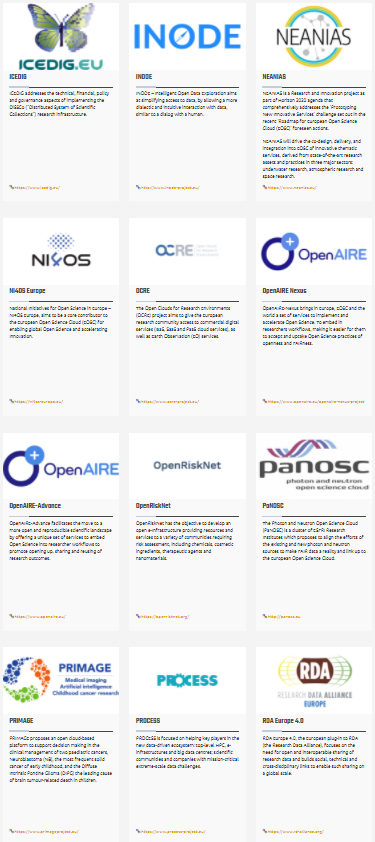 ICEDIG.EU
ICEDIG
ICEDIG addresses the technical, financial, policy
and governance aspects of implementing the
DiSSCo ("Distributed System of Scientific
Collections") research infrastructure.
https://www.icedig.eu/
INODE
INODE
INODE – Intelligent Open Data Exploration aims
at simplifying access to data, by allowing a more
dialectic and intuitive interaction with data,
similar to a dialog with a human.
https://www.inode-project.eu/
NEANIAS
NEANIAS
NEANIAS is a Research and Innovation project as
part of Horizon 2020 agenda that
comprehensively addresses the 'Prototyping
New Innovative Services' challenge set out in the
recent 'Roadmap for European Open Science
Cloud (EOSC)' foreseen actions.
NEANIAS will drive the co-design, delivery, and
integration into EOSC of innovative thematic
services, derived from state-of-the-art research
assets and practices in three major sectors:
underwater research, atmospheric research and
space research.
https://www.neanias.eu/
NI4OS
NI4OS Europe
National Initiatives for Open Science in Europe –
NI4OS Europe, aims to be a core contributor to
the European Open Science Cloud (EOSC) for
enabling global Open Science and accelerating
innovation.
https://ni4os-europe.eu/
OCRE
OCRE
The Open Clouds for Research Environments
(OCRE) project aims to give the European
research community access to commercial digital
services (IaaS, SaaS and PaaS cloud services), as
well as Earth Observation (EO) services.
OpenAIRE
OpenAIRE Nexus
OpenAIRE-Nexus brings in Europe, EOSC and the
world a set of services to implement and
accelerate Open Science. To embed in
researchers workflows, making it easier for them
to accept and uptake Open Science practices of
openness and FAIRness.
https://www.openaire.eu/openaire-nexus-project
OpenAIRE
OpenAIRE-Advance
OpenAIRE-Advance facilitates the move to a
more open and reproducible scientific landscape
by offering a unique set of services to embed
Open Science into researcher workflows to
promote opening up, sharing and reusing of
research outcomes.
https://www.openaire.eu/
OpenRiskNet
OpenRiskNet
OpenRiskNet has the objective to develop an
open e-infrastructure providing resources and
services to a variety of communities requiring
risk assessment, including chemicals, cosmetic
ingredients, therapeutic agents and
nanomaterials.
https://openrisknet.org/
panosc
photon and neutron
open science cloud
PaNOSC
The Photon and Neutron Open Science Cloud
(PaNOSC) is a cluster of ESFRI Research
Institutes which proposes to align the efforts of
the existing and new photon and neutron
sources to make FAIR data a reality and link up to
the European Open Science Cloud.
http://panosc.eu
PRIMAGE
Medical imaging
Artificial intelligence
Childhood cancer research
PRIMAGE
PRIMAGE proposes an open cloud-based
platform to support decision making in the
clinical management of two paediatric cancers,
neuroblastoma (NB), the most frequent solid
cancer of early childhood, and the Diffuse
Intrinsic Pontine Glioma (DIPG) the leading cause
of brain tumour-related death in children.
https://www.primageproject.eu/
PROCESS
PROCESS
PROCESS is focused on helping key players in the
new data-driven ecosystem: top-level HPC, e-
infrastructures and big data centres; scientific
communities and companies with mission-critical
extreme-scale data challenges.
https://www.process-project.eu/
RDA
RESEARCH DATA ALLIANCE
EUROPE
RDA Europe 4.0
RDA Europe 4.0, the European plug-in to RDA
(the Research Data Alliance), focuses on the
need for open and interoperable sharing of
research data and builds social, technical and
cross-disciplinary links to enable such sharing on
a global scale.
https://www.rd-alliance.org/